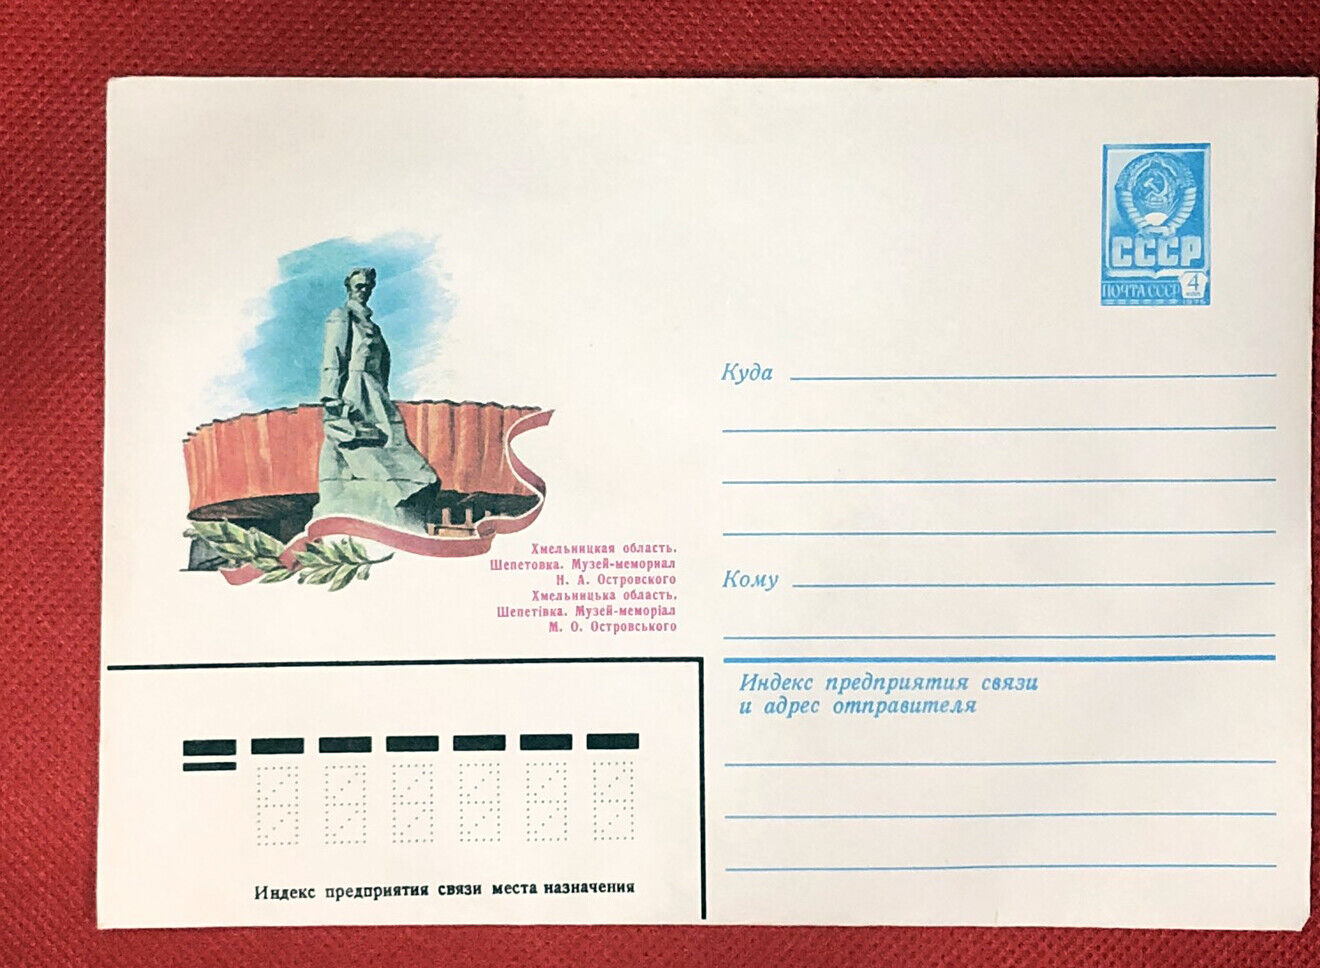 СССР
ПОЧТА СССР 4
Куда
Хмельницкая область.
Шепетовка. Музей-мемориал
Н. А. Островского
Хмельницька область.
Шепетівка. Музей-меморіал
М. О. Островського
Кому
Индекс предприятия связи
и адрес отправителя
Индекс предприятия связи места назначения